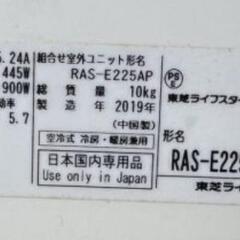 5.24A
445W
900W
5.7
組合せ室外ユニット形名
RAS-E225AP
総質量 10kg
製造年 2019年
(中国製)
空冷式 冷房・暖房兼用
日本国内専用品
Use only in Japan
PS
E
東芝ライフスタ
形名
RAS-E225
東芝ライ